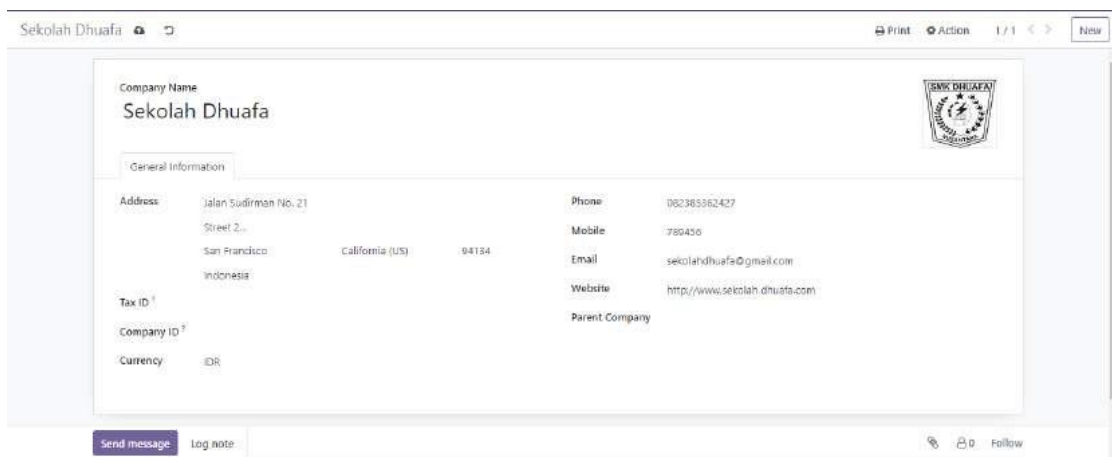 Sekolah Dhuafa
Print Action 1 / 1 New
Company Name
Sekolah Dhuafa
SMK DHUAFA
NUSANTARA
General Information
Address Jalan Sudirman No. 21
Street 2...
San Francisco California (US) 94134
Indonesia
Tax ID ?
Company ID ?
Currency IDR
Phone 082385362427
Mobile 789456
Email sekolahdhuafa@gmail.com
Website http://www.sekolah-dhuafa.com
Parent Company
Send message Log note 0 Follow